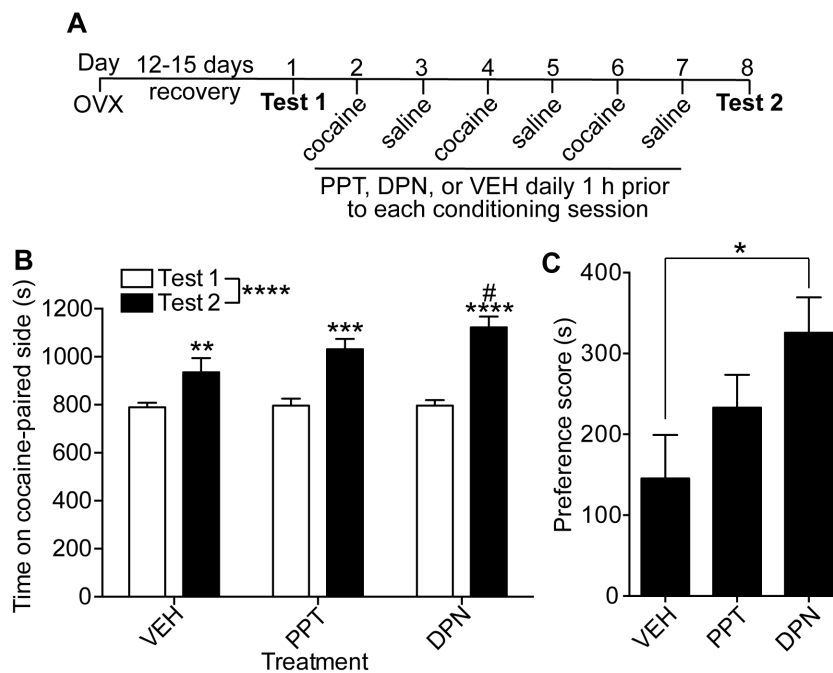 A
Day 12-15 days 1 2 3 4 5 6 7 8
OVX recovery Test 1 cocaine saline cocaine saline cocaine saline Test 2
PPT, DPN, or VEH daily 1 h prior
to each conditioning session
B
Test 1
Test 2
****
Time on cocaine-paired side (s)
1200
1000
800
600
400
200
0
**
***
#
****
VEH PPT DPN
Treatment
C
Preference score (s)
400
300
200
100
0
*
VEH PPT DPN